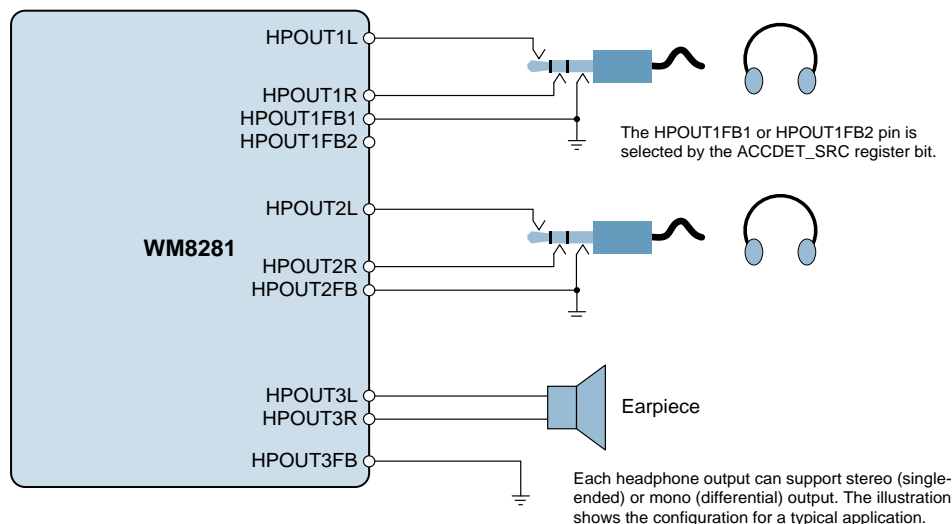 HPOUT1L
HPOUT1R
HPOUT1FB1
HPOUT1FB2
The HPOUT1FB1 or HPOUT1FB2 pin is
selected by the ACCDET_SRC register bit.
HPOUT2L
WM8281
HPOUT2R
HPOUT2FB
HPOUT3L
HPOUT3R
Earpiece
HPOUT3FB
Each headphone output can support stereo (single-
ended) or mono (differential) output. The illustration
shows the configuration for a typical application.